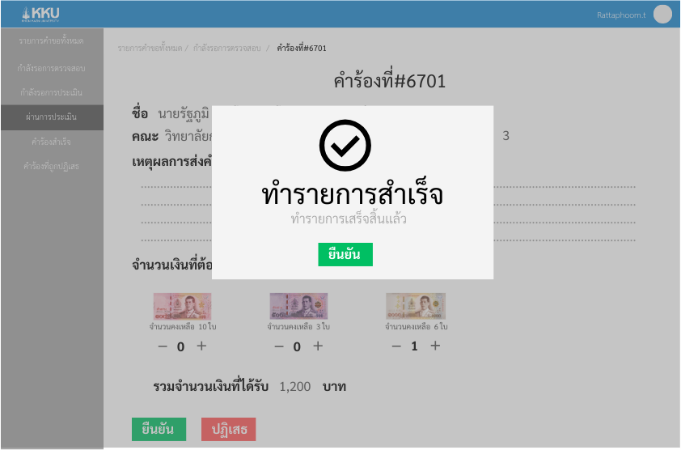 KKU
Rattaphoom.t
รายการคำขอทั้งหมด
กำลังรอการตรวจสอบ
กำลังรอการประเมิน
ผ่านการประเมิน
คำร้องสำเร็จ
คำร้องที่ถูกปฏิเสธ
รายการคำขอทั้งหมด / กำลังรอการตรวจสอบ / คำร้องที่#6701
คำร้องที่#6701
ชื่อ นายรัฐภูมิ
คณะ วิทยาลัย 3
เหตุผลการส่งคำ
ทำรายการสำเร็จ
ทำรายการเสร็จสิ้นแล้ว
ยืนยัน
จำนวนเงินที่ต้อ
จำนวนคงเหลือ 10 ใบ จำนวนคงเหลือ 3 ใบ จำนวนคงเหลือ 6 ใบ
− 0 + − 0 + − 1 +
รวมจำนวนเงินที่ได้รับ 1,200 บาท
ยืนยัน ปฏิเสธ